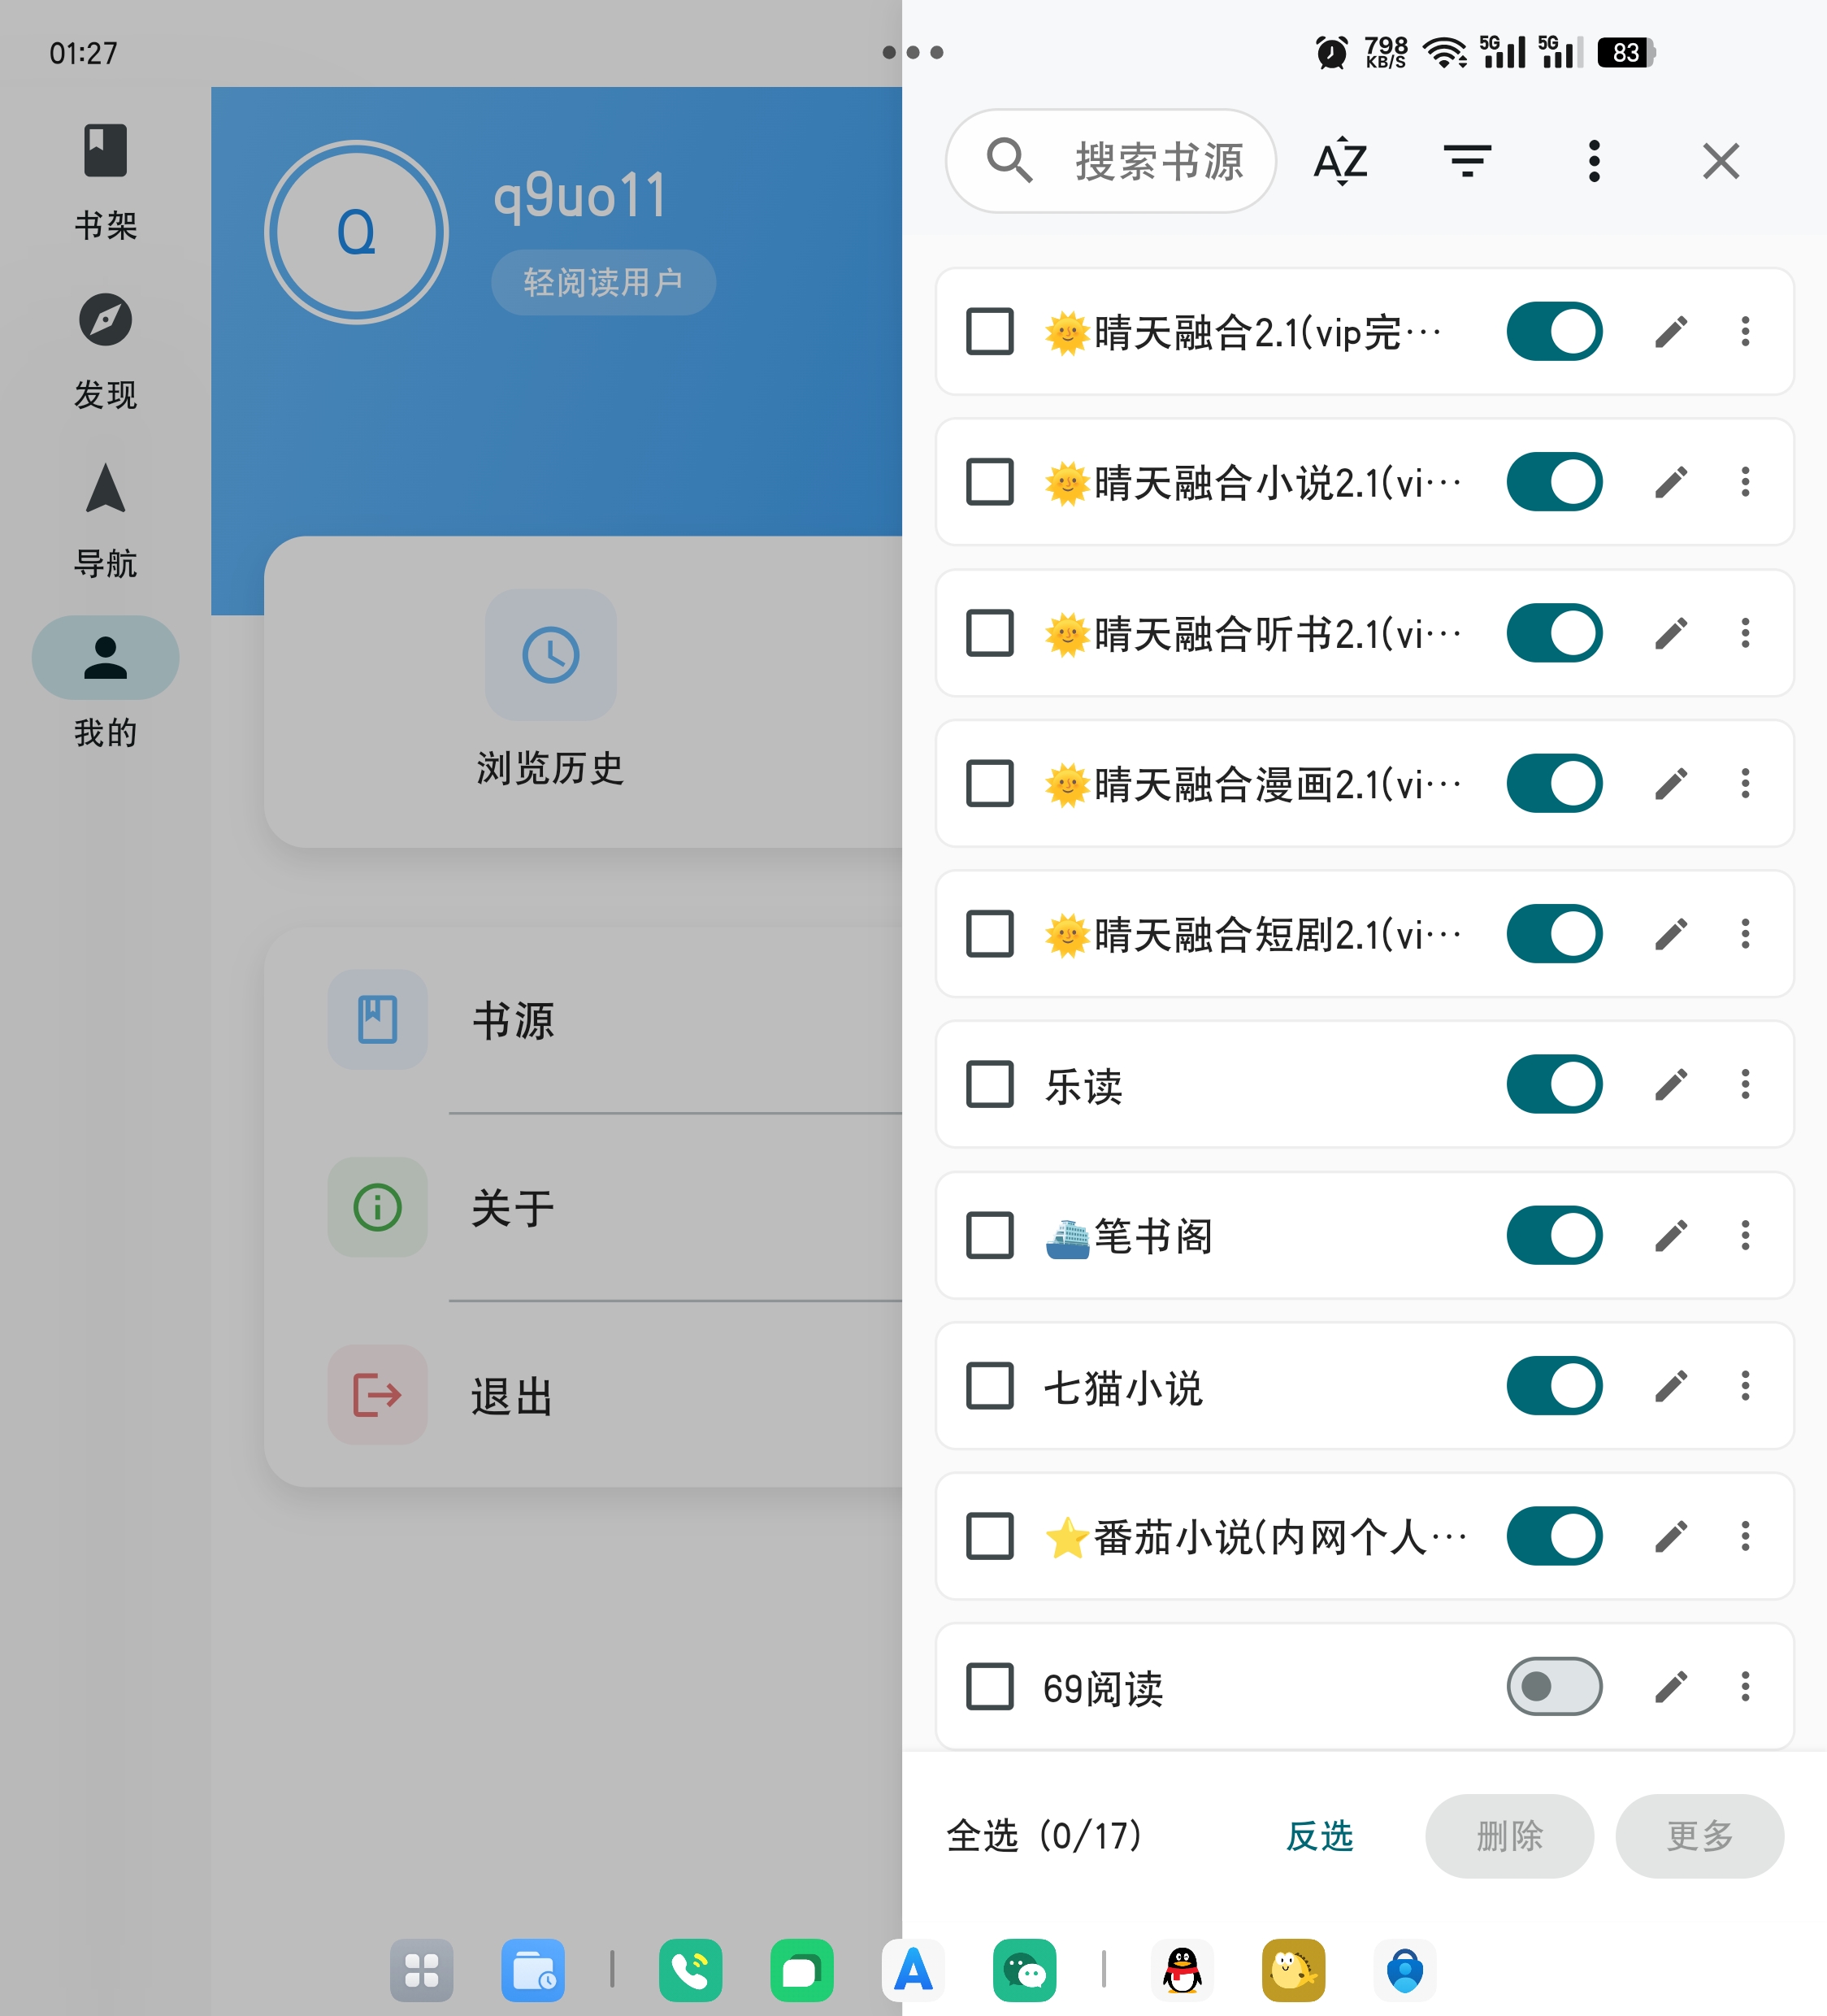 01:27
798
KB/S
5G
5G
83
书架
发现
导航
我的
Q
q9uo11
轻阅读用户
浏览历史
书源
关于
退出
搜索书源
AZ
晴天融合2.1(vip完…
晴天融合小说2.1(vi…
晴天融合听书2.1(vi…
晴天融合漫画2.1(vi…
晴天融合短剧2.1(vi…
乐读
笔书阁
七猫小说
番茄小说(内网个人…
69阅读
全选（0/17）
反选
删除
更多